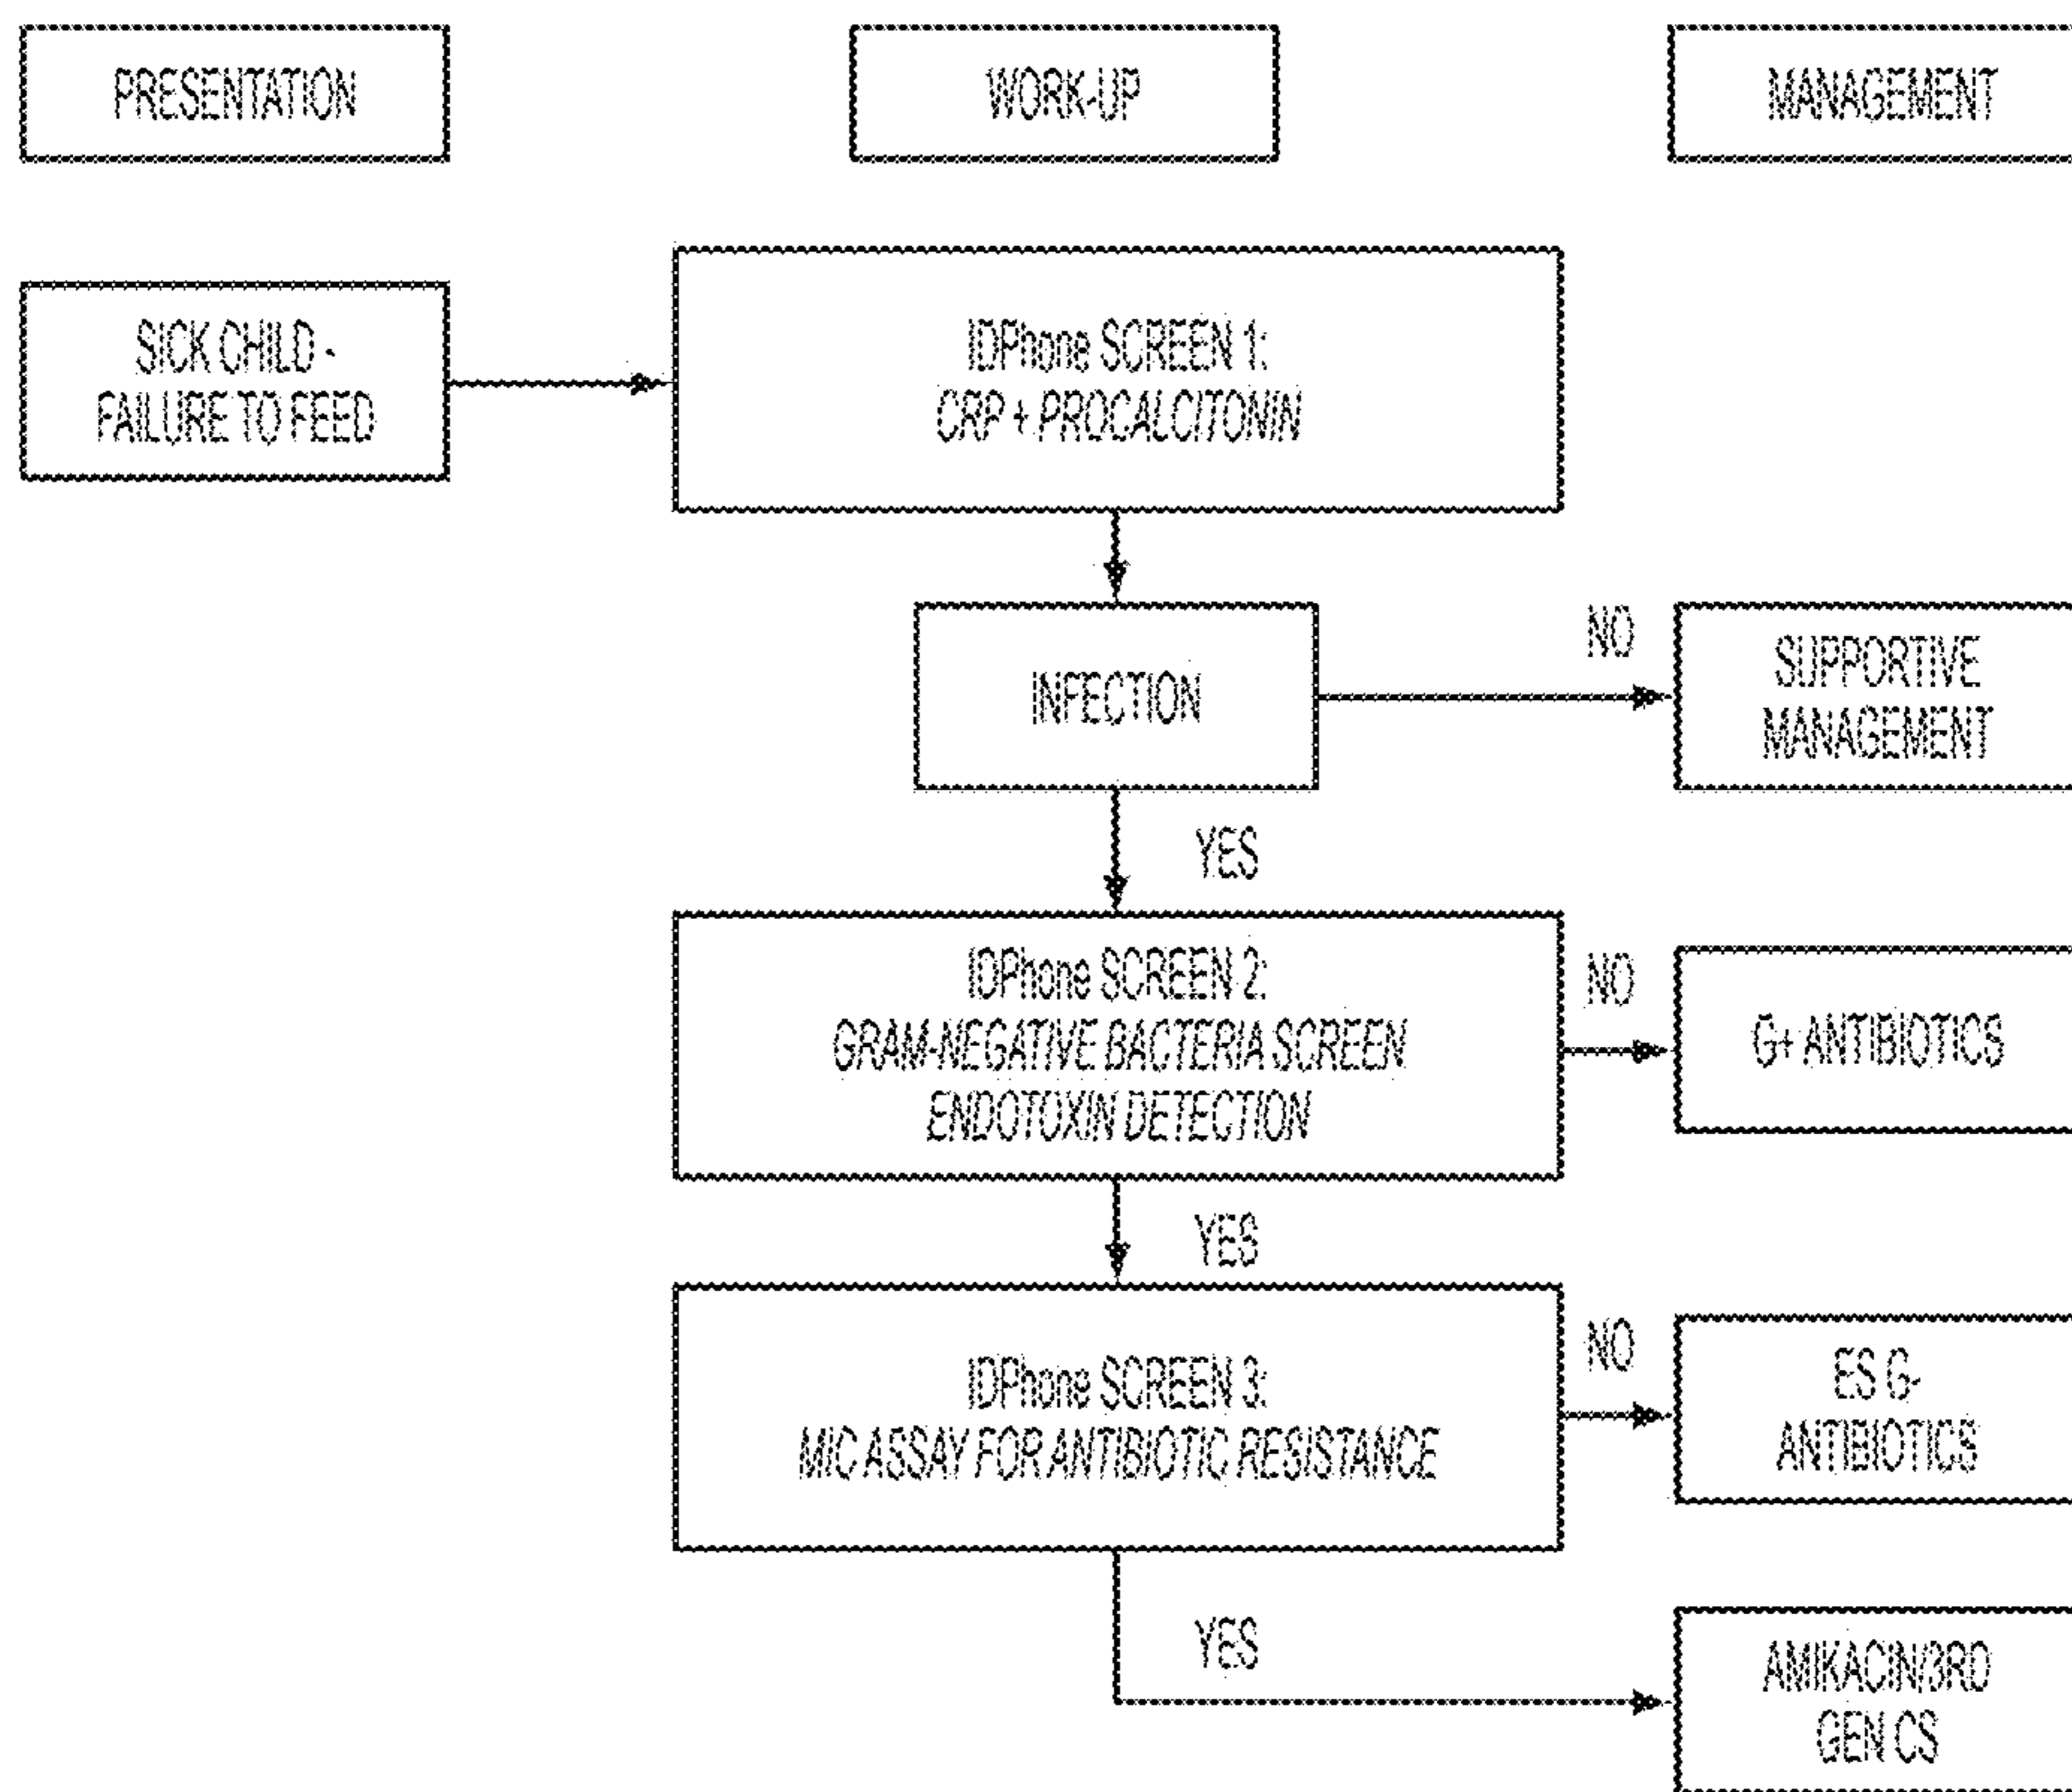 PRESENTATION
WORK-UP
MANAGEMENT
SICK CHILD -
FAILURE TO FEED
IDPhone SCREEN 1:
CRP + PROCALCITONIN
INFECTION
NO
SUPPORTIVE
MANAGEMENT
YES
IDPhone SCREEN 2:
GRAM-NEGATIVE BACTERIA SCREEN
ENDOTOXIN DETECTION
NO
G+ ANTIBIOTICS
YES
IDPhone SCREEN 3:
MIC ASSAY FOR ANTIBIOTIC RESISTANCE
NO
ES G-
ANTIBIOTICS
YES
AMIKACIN/3RD
GEN CS